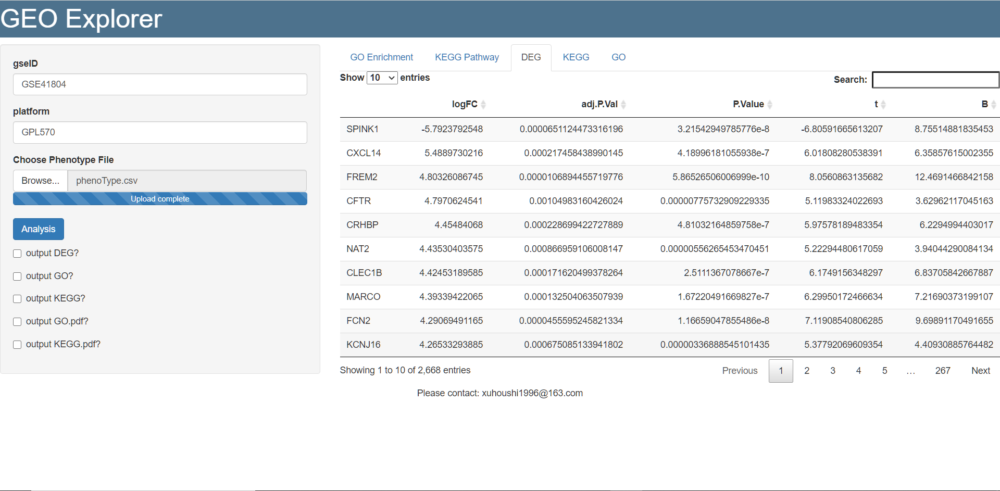 GEO Explorer
gseID
GSE41804
platform
GPL570
Choose Phenotype File
Browse... phenoType.csv
Upload complete
Analysis
output DEG?
output GO?
output KEGG?
output GO.pdf?
output KEGG.pdf?
GO Enrichment KEGG Pathway DEG KEGG GO
Show 10 entries Search:
logFC adj.P.Val P.Value t B
SPINK1 -5.7923792548 0.0000651124473316196 3.21542949785776e-8 -6.80591665613207 8.75514881835453
CXCL14 5.4889730216 0.000217458438990145 4.18996181055938e-7 6.01808280538391 6.35857615002355
FREM2 4.80326086745 0.0000106894455719776 5.86526506006999e-10 8.0560863135682 12.4691466842158
CFTR 4.7970624541 0.00104983160426024 0.00000775732909229335 5.11983324022693 3.62962117045163
CRHBP 4.45484068 0.000228699422727889 4.81032164859758e-7 5.97578189483354 6.2294994403017
NAT2 4.43530403575 0.000866959106008147 0.00000556265453470451 5.22294480617059 3.94044290084134
CLEC1B 4.42453189585 0.000171620499378264 2.5111367078667e-7 6.1749156348297 6.83705842667887
MARCO 4.39339422065 0.000132504063507939 1.67220491669827e-7 6.29950172466634 7.21690373199107
FCN2 4.29069491165 0.0000455595245821334 1.16659047855486e-8 7.11908540806285 9.69891170491655
KCNJ16 4.26533293885 0.000675085133941802 0.00000336888545101435 5.37792069609354 4.40930885764482
Showing 1 to 10 of 2,668 entries Previous 1 2 3 4 5 … 267 Next
Please contact: xuhoushi1996@163.com